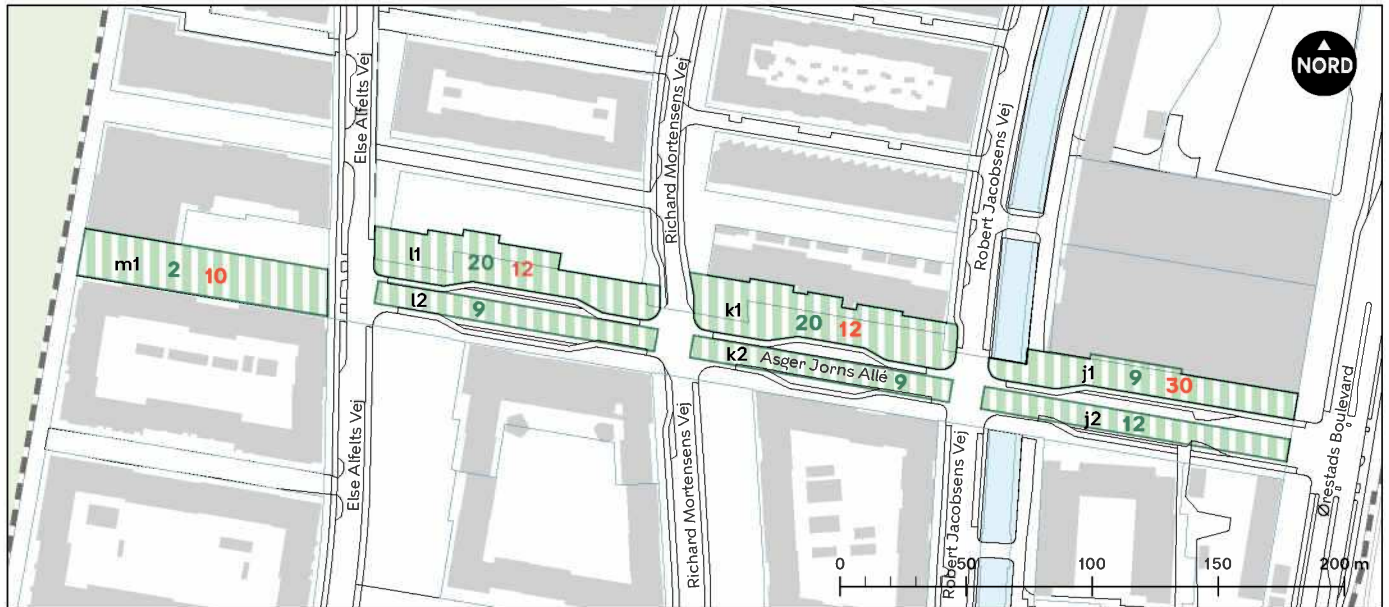 NORD
Else Alfelts Vej
Richard Mortensens Vej
Robert Jacobsens Vej
m1 2 10
l1 20 12
l2 9
k1 20 12
k2 Asger Jorns Allé 9
j1 9 30
j2 12
Else Alfelts Vej
Richard Mortensens Vej
Robert Jacobsens Vej
Ørestads Boulevard
0 50 100 150 200 m